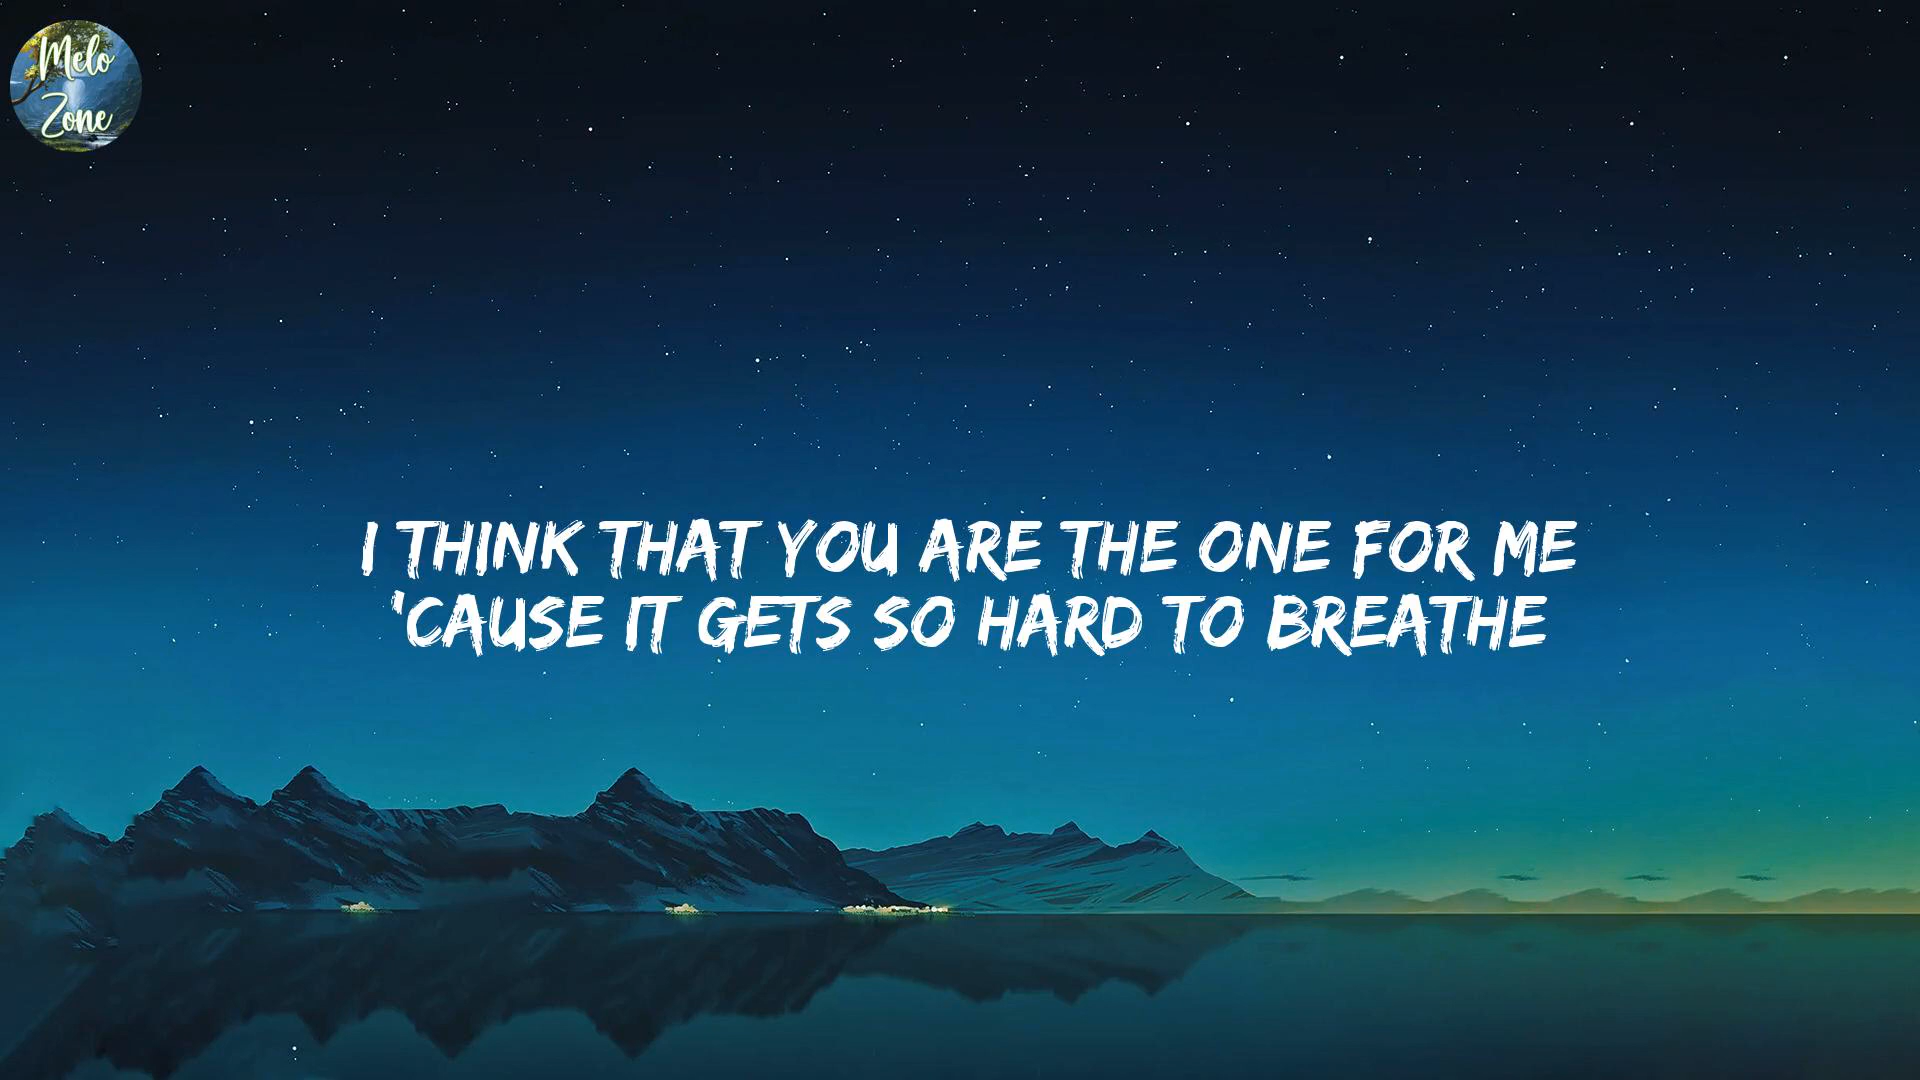 Melo
Zone
I THINK THAT YOU ARE THE ONE FOR ME
'CAUSE IT GETS SO HARD TO BREATHE